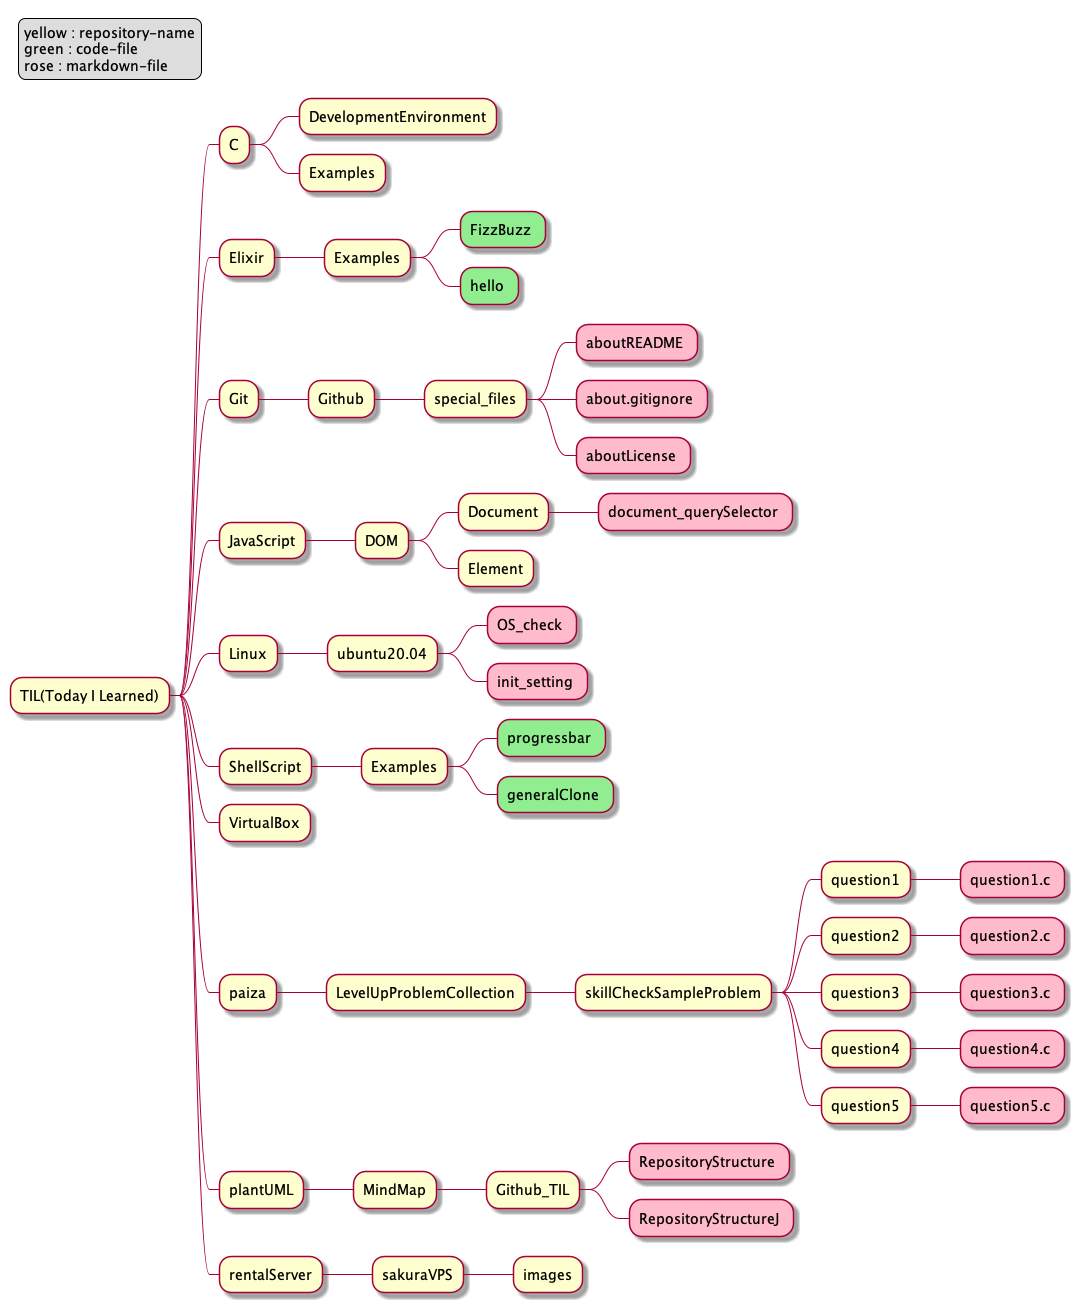 yellow : repository-name
green : code-file
rose : markdown-file
TIL(Today I Learned)
C
DevelopmentEnvironment
Examples
Elixir
Examples
FizzBuzz
hello
Git
Github
special_files
aboutREADME
about.gitignore
aboutLicense
JavaScript
DOM
Document
document_querySelector
Element
Linux
ubuntu20.04
OS_check
init_setting
ShellScript
Examples
progressbar
generalClone
VirtualBox
paiza
LevelUpProblemCollection
skillCheckSampleProblem
question1
question1.c
question2
question2.c
question3
question3.c
question4
question4.c
question5
question5.c
plantUML
MindMap
Github_TIL
RepositoryStructure
RepositoryStructureJ
rentalServer
sakuraVPS
images